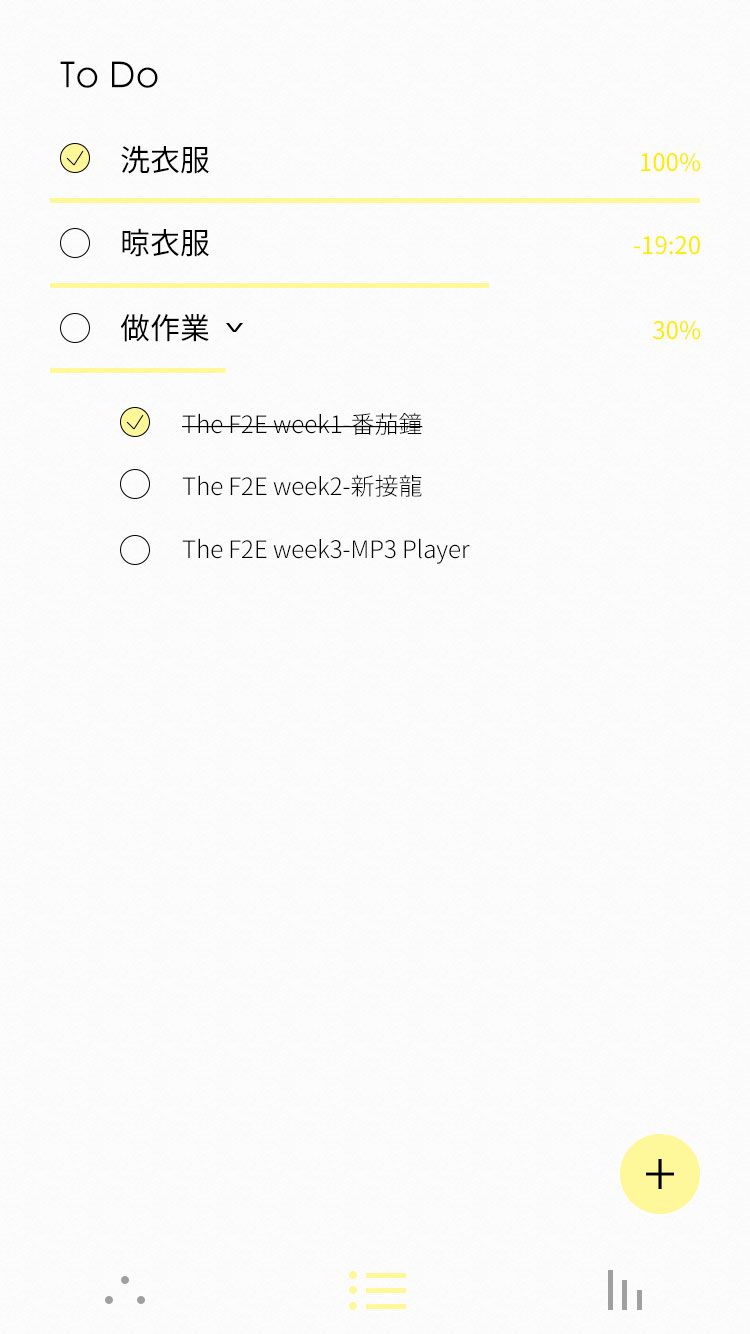 To Do
洗衣服 100%
晾衣服 -19:20
做作業 30%
The F2E week1-番茄鐘
The F2E week2-新接龍
The F2E week3-MP3 Player